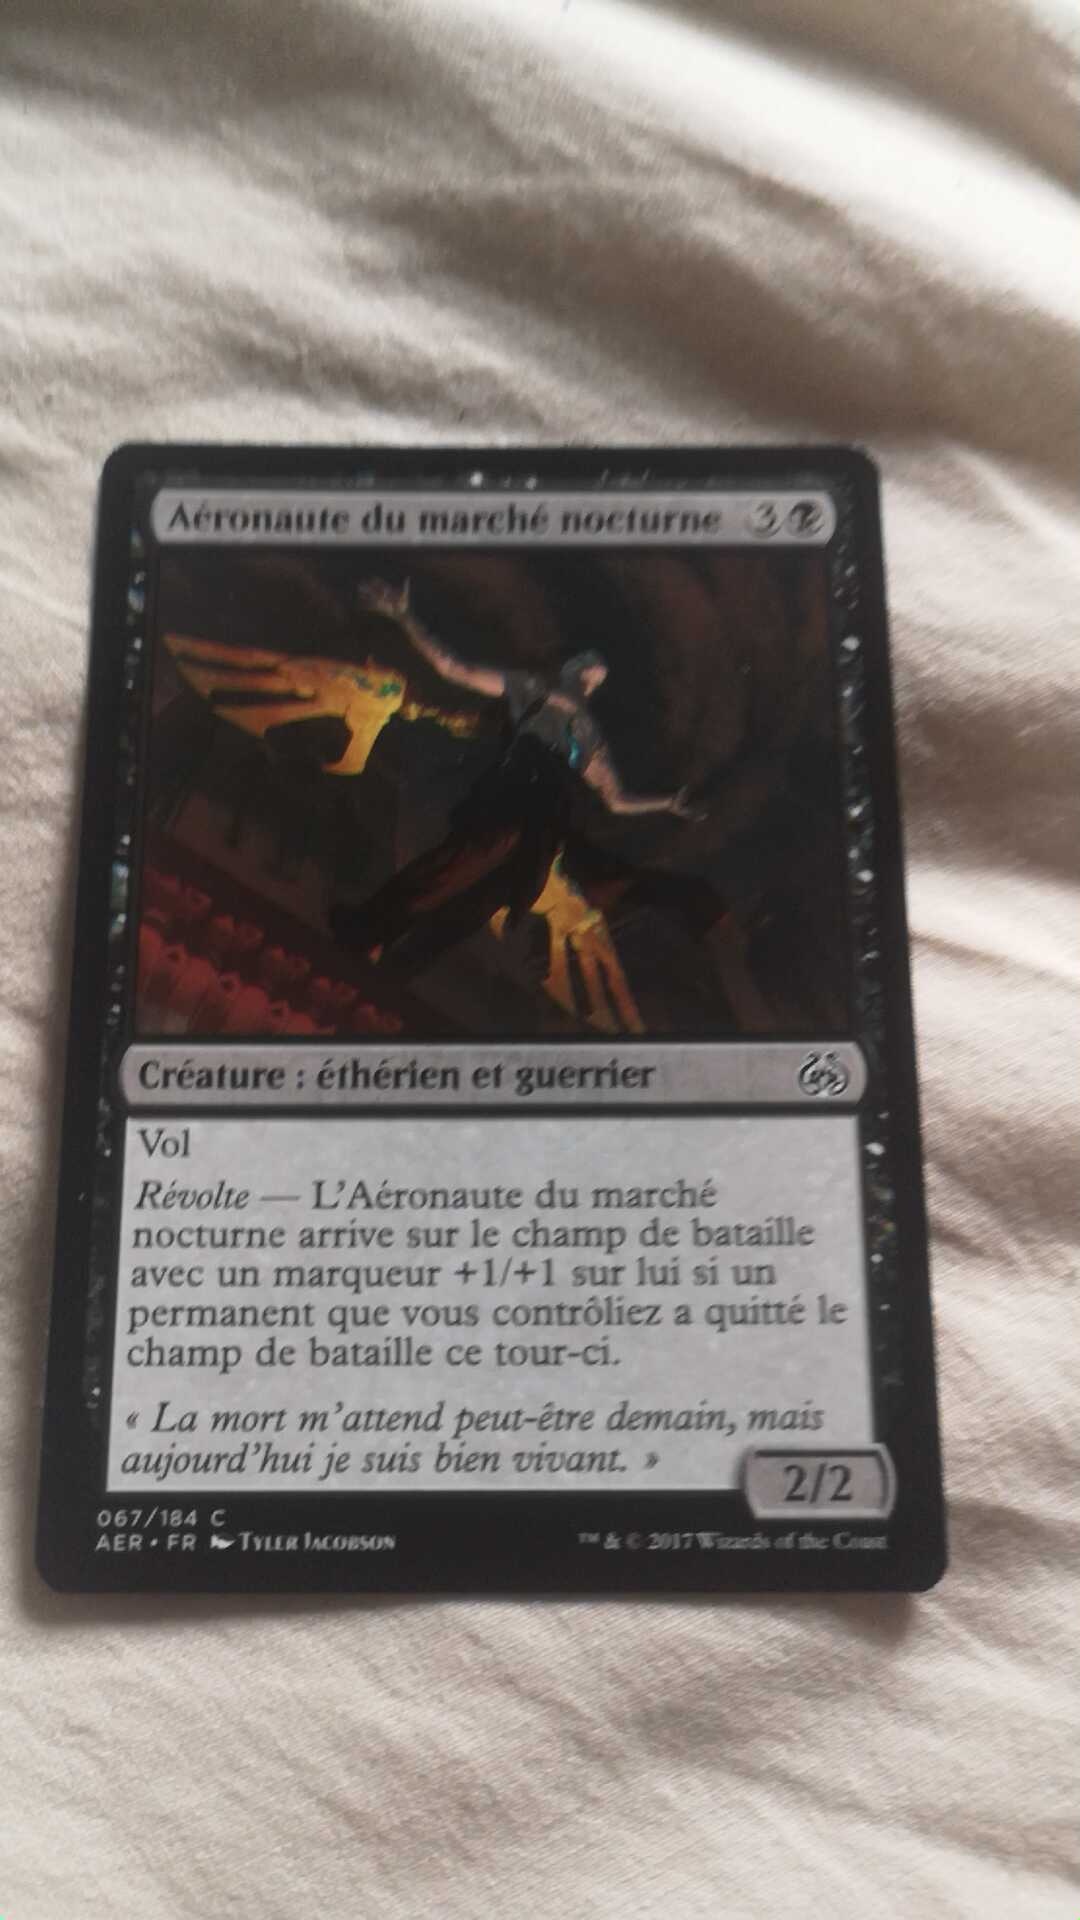 Aéronaute du marché nocturne 3
Créature : éthérien et guerrier
Vol
Révolte — L'Aéronaute du marché
nocturne arrive sur le champ de bataille
avec un marqueur +1/+1 sur lui si un
permanent que vous contrôliez a quitté le
champ de bataille ce tour-ci.
« La mort m'attend peut-être demain, mais
aujourd'hui je suis bien vivant. »
2/2
067/184 C
AER • FR Tyler Jacobson
™ & © 2017 Wizards of the Coast